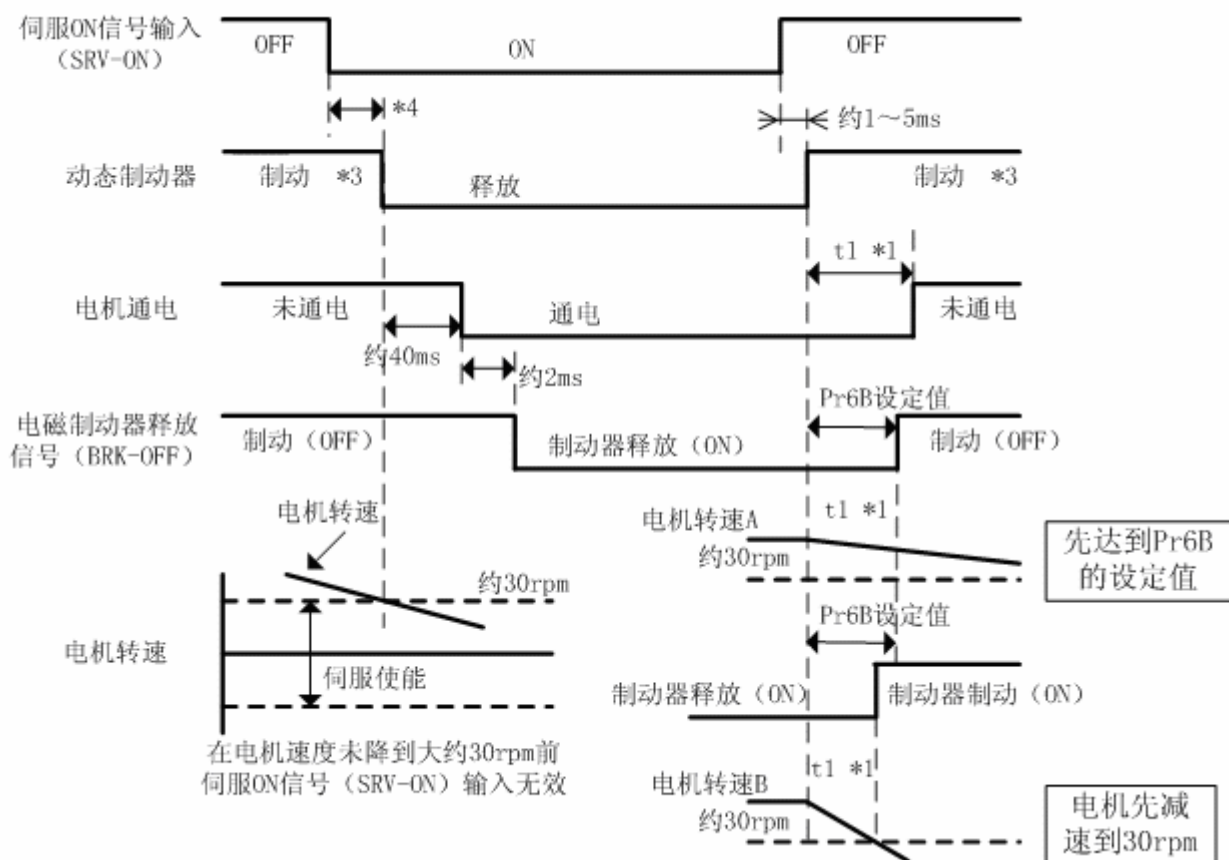 伺服ON信号输入
（SRV-ON）
OFF
ON
OFF
*4
约1～5ms
动态制动器
制动 *3
释放
制动 *3
t1 *1
电机通电
未通电
通电
未通电
约40ms
约2ms
Pr6B设定值
电磁制动器释放
信号（BRK-OFF）
制动（OFF）
制动器释放（ON）
制动（OFF）
电机转速
电机转速A
t1 *1
约30rpm
先达到Pr6B
的设定值
约30rpm
Pr6B设定值
电机转速
伺服使能
制动器释放（ON）
制动器制动（ON）
在电机速度未降到大约30rpm前
伺服ON信号（SRV-ON）输入无效
电机转速B
t1 *1
约30rpm
电机先减
速到30rpm